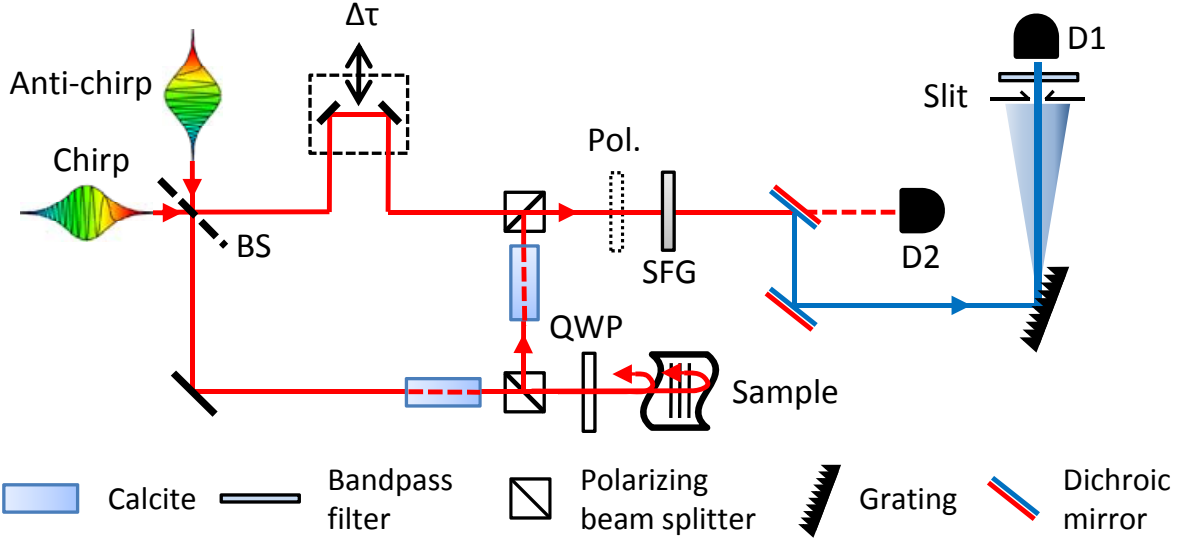 Δτ
D1
Anti-chirp
Slit
Chirp
Pol.
BS
SFG
D2
QWP
Sample
Calcite
Bandpass
filter
Polarizing
beam splitter
Grating
Dichroic
mirror